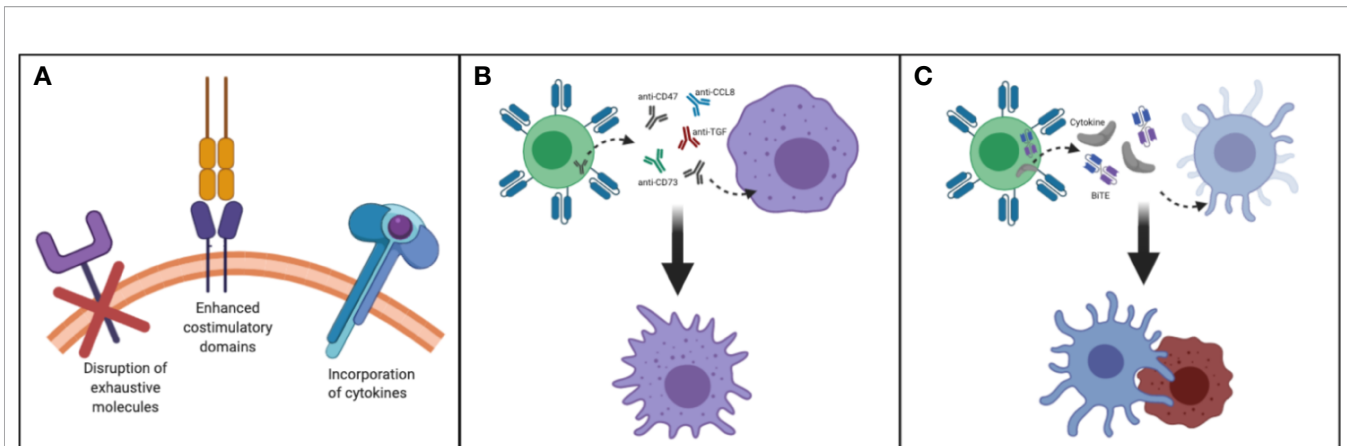 A
Disruption of
exhaustive
molecules
Enhanced
costimulatory
domains
Incorporation
of cytokines
B
anti-CD47
anti-CCL8
anti-TGF
anti-CD73
C
Cytokine
BiTE